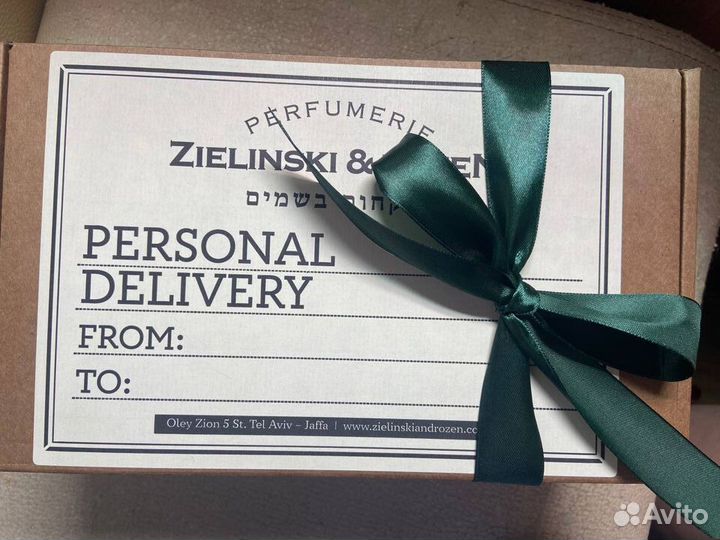 PERFUMERIE
ZIELINSKI &
בשמים
PERSONAL
DELIVERY
FROM:
TO:
Oley Zion 5 St. Tel Aviv – Jaffa | www.zielinskiandrozen.co
Avito